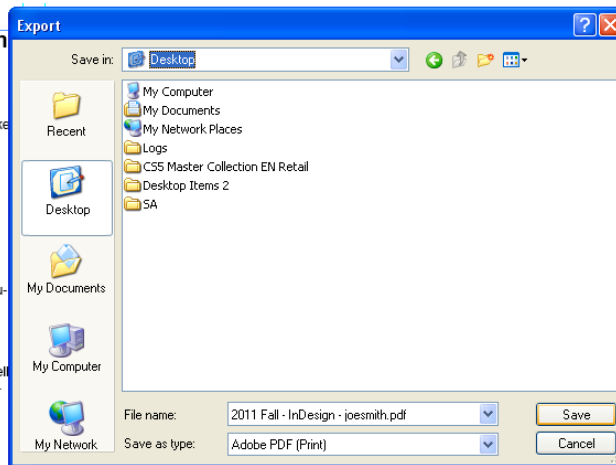 Export
Save in: Desktop
My Computer
My Documents
My Network Places
Logs
CS5 Master Collection EN Retail
Desktop Items 2
SA
Recent
Desktop
My Documents
My Computer
My Network
File name: 2011 Fall - InDesign - joesmith.pdf Save
Save as type: Adobe PDF (Print) Cancel